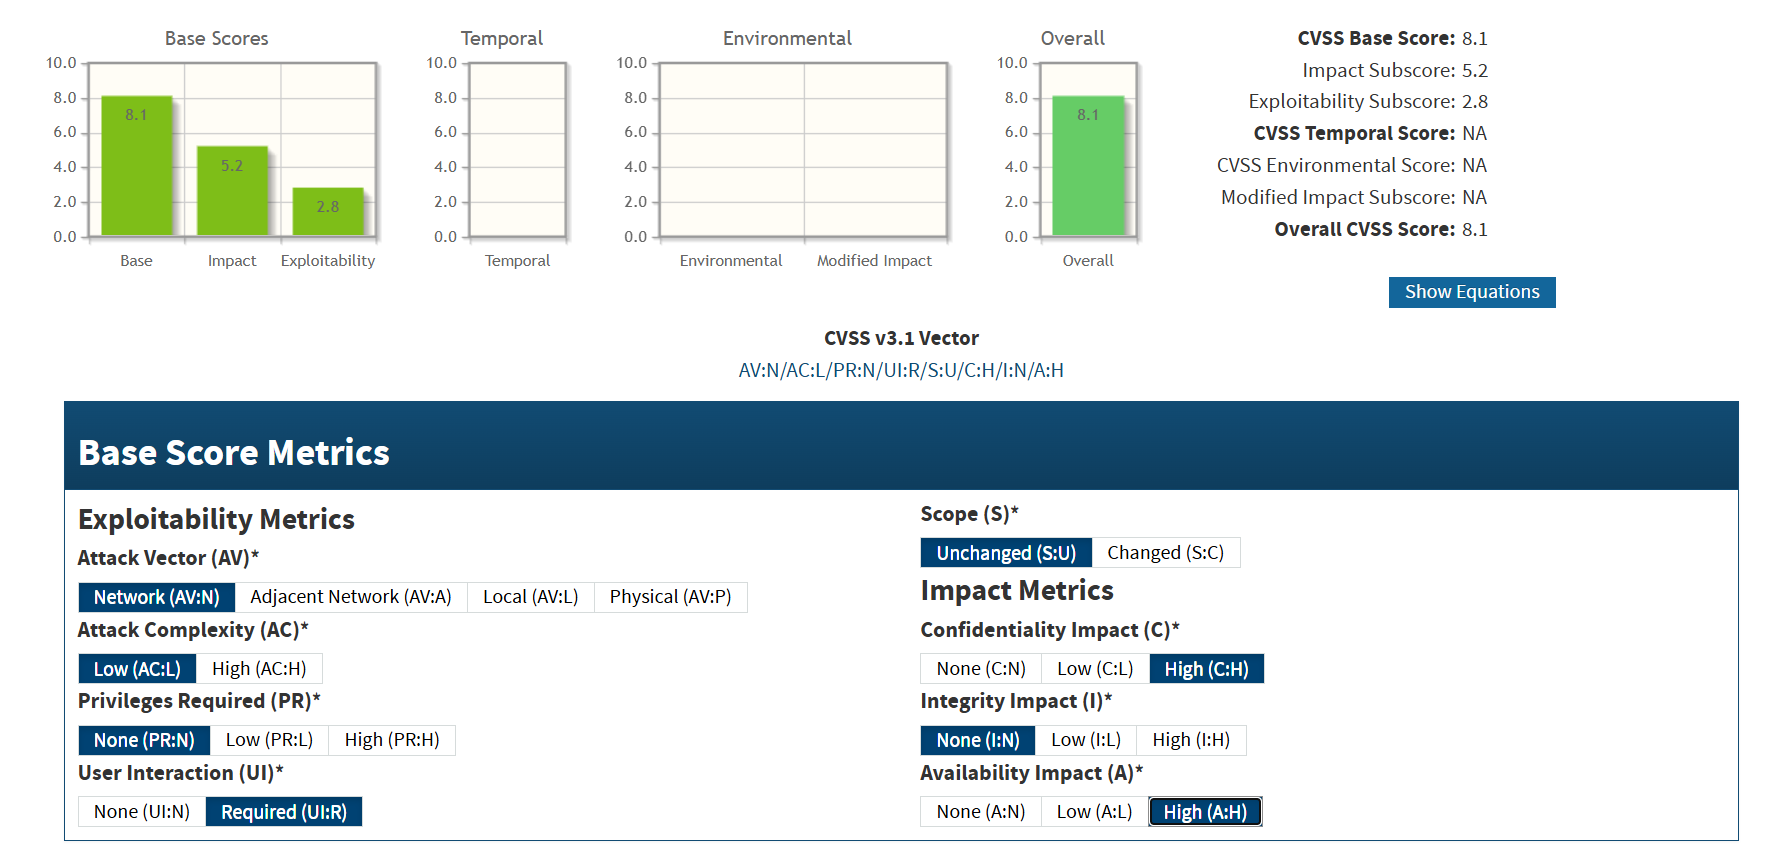 Base Scores
10.0
8.0
6.0
4.0
2.0
0.0
8.1
5.2
2.8
Base Impact Exploitability
Temporal
10.0
8.0
6.0
4.0
2.0
0.0
Temporal
Environmental
10.0
8.0
6.0
4.0
2.0
0.0
Environmental Modified Impact
Overall
10.0
8.0
6.0
4.0
2.0
0.0
8.1
Overall
CVSS Base Score: 8.1
Impact Subscore: 5.2
Exploitability Subscore: 2.8
CVSS Temporal Score: NA
CVSS Environmental Score: NA
Modified Impact Subscore: NA
Overall CVSS Score: 8.1
Show Equations
CVSS v3.1 Vector
AV:N/AC:L/PR:N/UI:R/S:U/C:H/I:N/A:H
Base Score Metrics
Exploitability Metrics
Attack Vector (AV)*
Network (AV:N) Adjacent Network (AV:A) Local (AV:L) Physical (AV:P)
Attack Complexity (AC)*
Low (AC:L) High (AC:H)
Privileges Required (PR)*
None (PR:N) Low (PR:L) High (PR:H)
User Interaction (UI)*
None (UI:N) Required (UI:R)
Scope (S)*
Unchanged (S:U) Changed (S:C)
Impact Metrics
Confidentiality Impact (C)*
None (C:N) Low (C:L) High (C:H)
Integrity Impact (I)*
None (I:N) Low (I:L) High (I:H)
Availability Impact (A)*
None (A:N) Low (A:L) High (A:H)